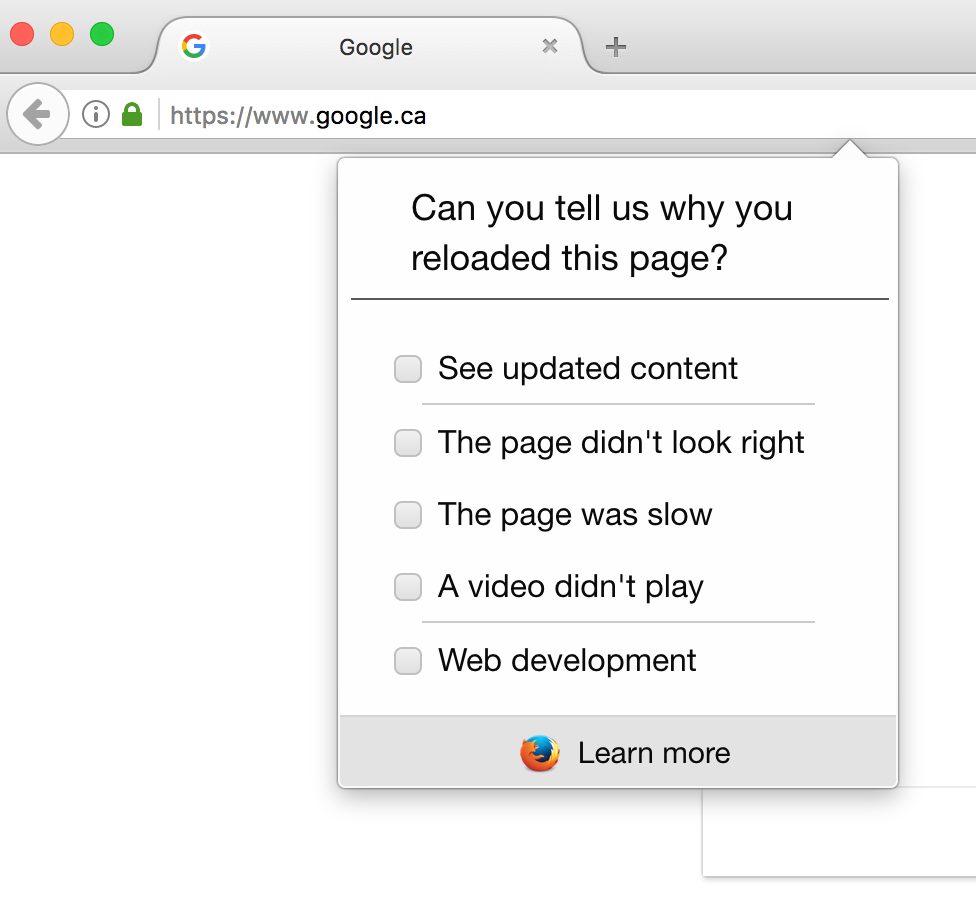 Google
https://www.google.ca
Can you tell us why you
reloaded this page?
See updated content
The page didn't look right
The page was slow
A video didn't play
Web development
Learn more